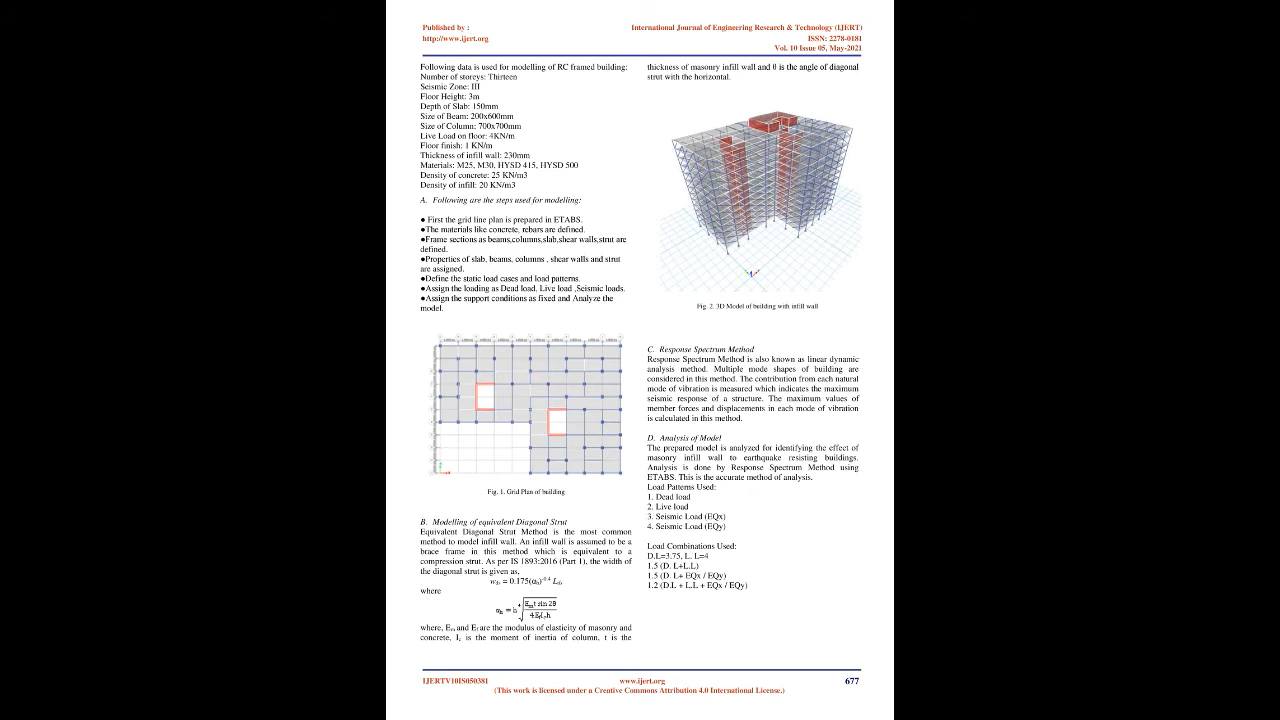 Published by :
http://www.ijert.org
International Journal of Engineering Research & Technology (IJERT)
ISSN: 2278-0181
Vol. 10 Issue 05, May-2021
Following data is used for modelling of RC framed building:
Number of storeys: Thirteen
Seismic Zone: III
Floor Height: 3m
Depth of Slab: 150mm
Size of Beam: 200x600mm
Size of Column: 700x700mm
Live Load on floor: 4KN/m
Floor finish: 1 KN/m
Thickness of infill wall: 230mm
Materials: M25, M30, HYSD 415, HYSD 500
Density of concrete: 25 KN/m3
Density of infill: 20 KN/m3
A. Following are the steps used for modelling:
● First the grid line plan is prepared in ETABS.
●The materials like concrete, rebars are defined.
●Frame sections as beams,columns,slab,shear walls,strut are
defined.
●Properties of slab, beams, columns , shear walls and strut
are assigned.
●Define the static load cases and load patterns.
●Assign the loading as Dead load, Live load ,Seismic loads.
●Assign the support conditions as fixed and Analyze the
model.
Fig. 1. Grid Plan of building
B. Modelling of equivalent Diagonal Strut
Equivalent Diagonal Strut Method is the most common
method to model infill wall. An infill wall is assumed to be a
brace frame in this method which is equivalent to a
compression strut. As per IS 1893:2016 (Part 1), the width of
the diagonal strut is given as,
w_ds = 0.175(α_h)^-0.4 L_ds
where
α_h = h ⁴√(E_m t sin 2θ / 4E_f I_c h)
where, E_m and E_f are the modulus of elasticity of masonry and
concrete, I_c is the moment of inertia of column, t is the
thickness of masonry infill wall and θ is the angle of diagonal
strut with the horizontal.
Fig. 2. 3D Model of building with infill wall
C. Response Spectrum Method
Response Spectrum Method is also known as linear dynamic
analysis method. Multiple mode shapes of building are
considered in this method. The contribution from each natural
mode of vibration is measured which indicates the maximum
seismic response of a structure. The maximum values of
member forces and displacements in each mode of vibration
is calculated in this method.
D. Analysis of Model
The prepared model is analyzed for identifying the effect of
masonry infill wall to earthquake resisting buildings.
Analysis is done by Response Spectrum Method using
ETABS. This is the accurate method of analysis.
Load Patterns Used:
1. Dead load
2. Live load
3. Seismic Load (EQx)
4. Seismic Load (EQy)
Load Combinations Used:
D.L=3.75, L. L=4
1.5 (D. L+L.L)
1.5 (D. L+ EQx / EQy)
1.2 (D.L + L.L + EQx / EQy)
IJERTV10IS050381
www.ijert.org
677
(This work is licensed under a Creative Commons Attribution 4.0 International License.)